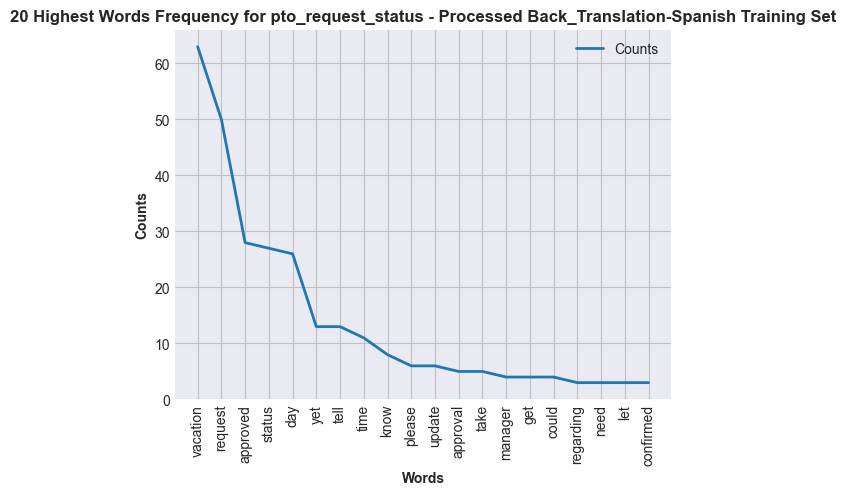 20 Highest Words Frequency for pto_request_status - Processed Back_Translation-Spanish Training Set
Counts
60
50
40
30
20
10
0
Counts
vacation
request
approved
status
day
yet
tell
time
know
please
update
approval
take
manager
get
could
regarding
need
let
confirmed
Words